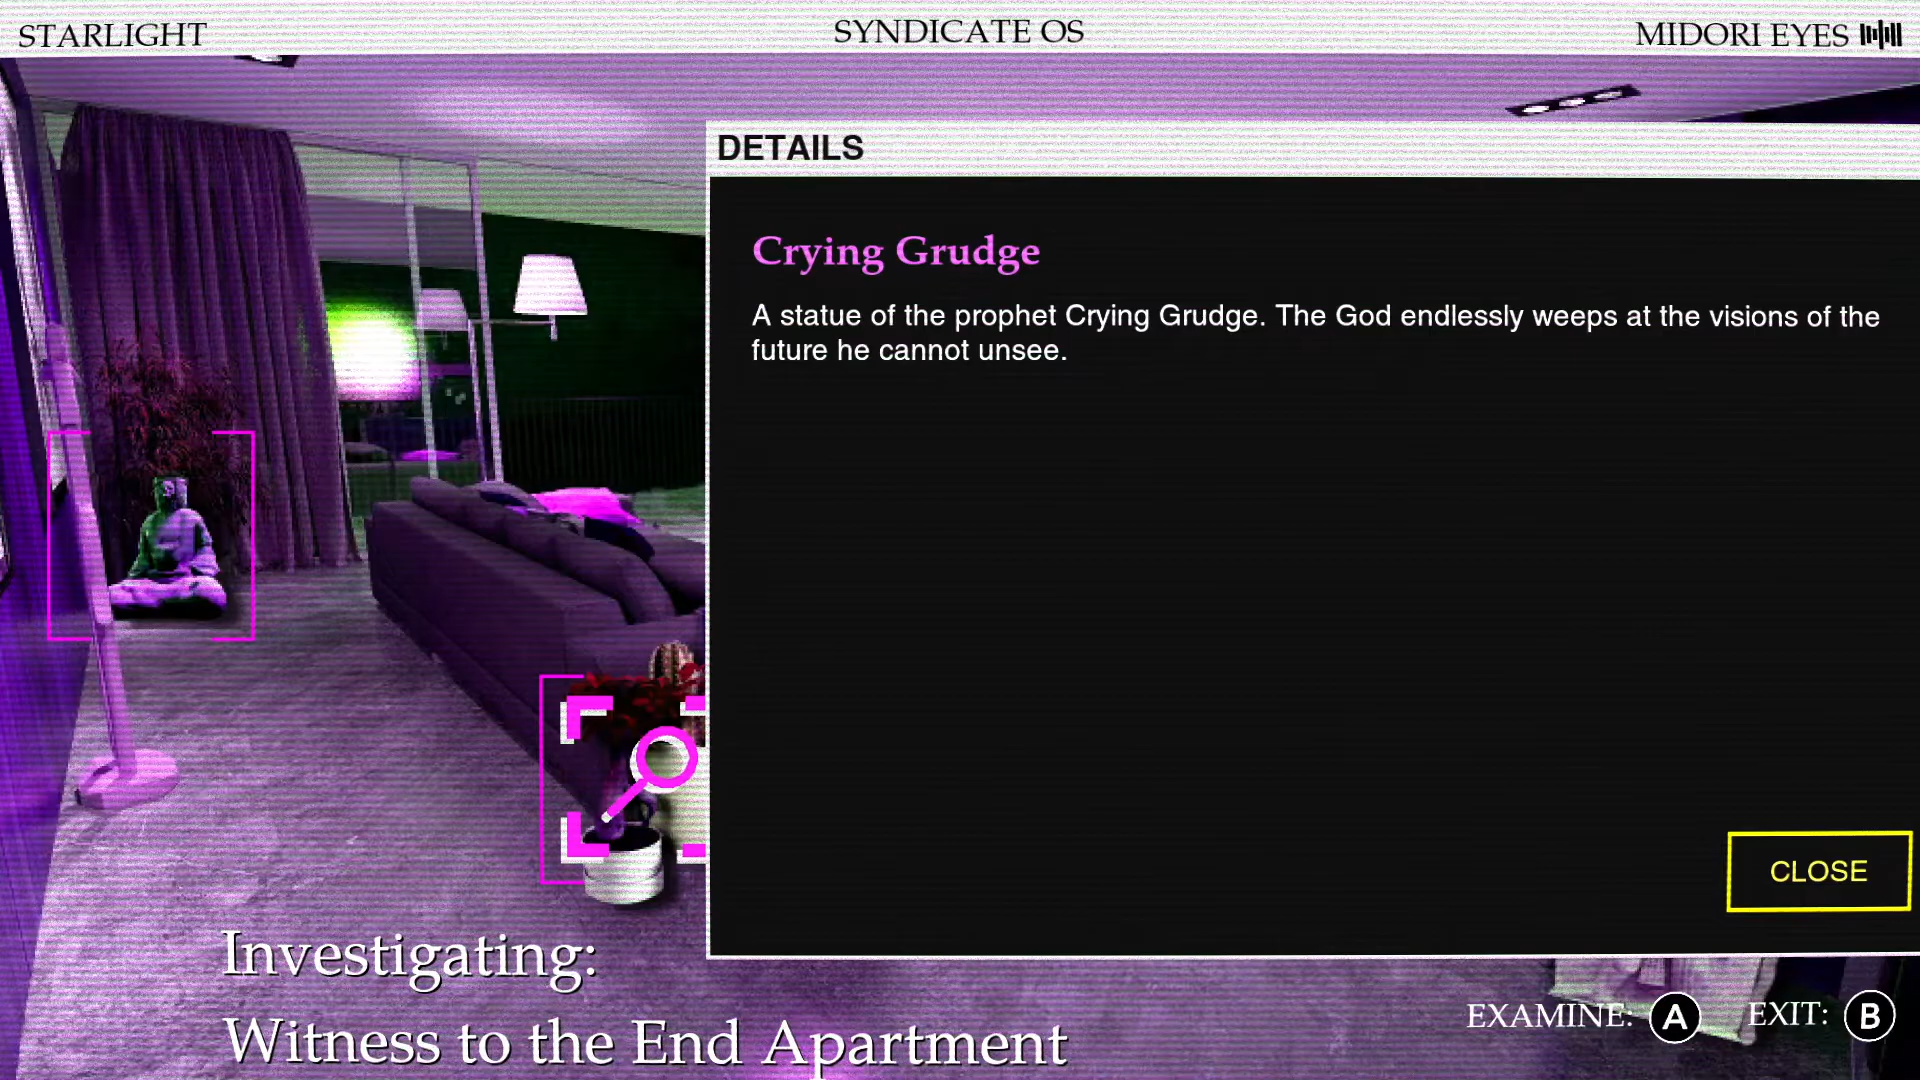 STARLIGHT
SYNDICATE OS
MIDORI EYES
DETAILS
Crying Grudge
A statue of the prophet Crying Grudge. The God endlessly weeps at the visions of the
future he cannot unsee.
CLOSE
Investigating:
Witness to the End Apartment
EXAMINE: A
EXIT: B